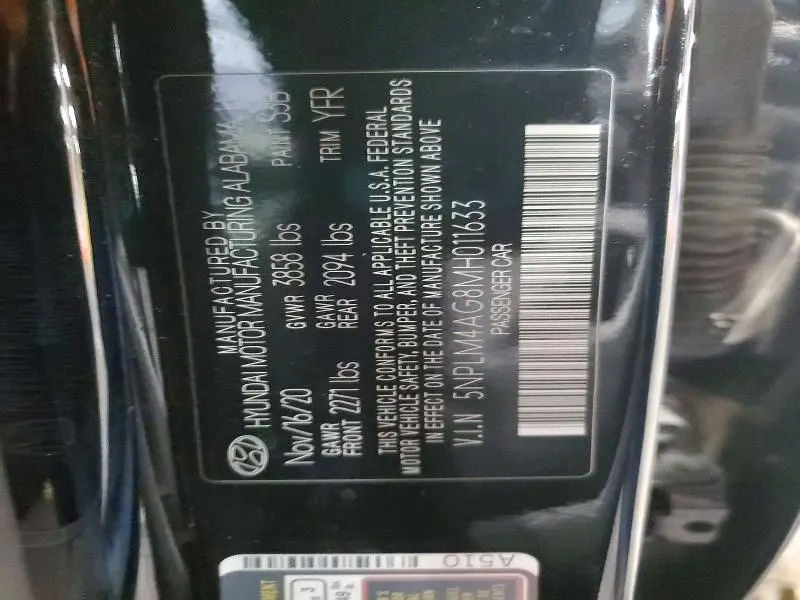 MANUFACTURED BY
HYUNDAI MOTOR MANUFACTURING ALABAMA
Nov/16/20 GVWR 3858 lbs PAINT
GAWR FRONT 2271 lbs GAWR REAR 2094 lbs TRIM YFR
THIS VEHICLE CONFORMS TO ALL APPLICABLE U.S.A. FEDERAL
MOTOR VEHICLE SAFETY, BUMPER, AND THEFT PREVENTION STANDARDS
IN EFFECT ON THE DATE OF MANUFACTURE SHOWN ABOVE
V.I.N 5NPLM4AG8MH011633
PASSENGER CAR
A510